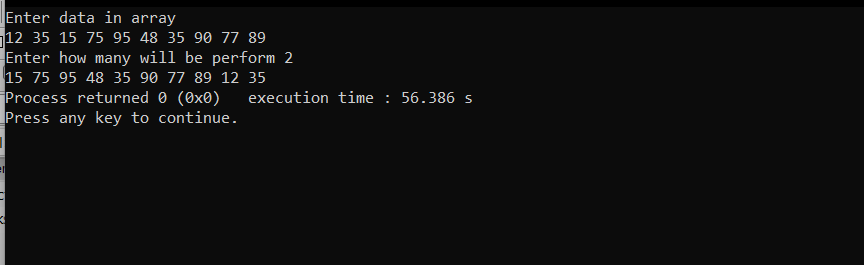 Enter data in array
12 35 15 75 95 48 35 90 77 89
Enter how many will be perform 2
15 75 95 48 35 90 77 89 12 35
Process returned 0 (0x0)   execution time : 56.386 s
Press any key to continue.